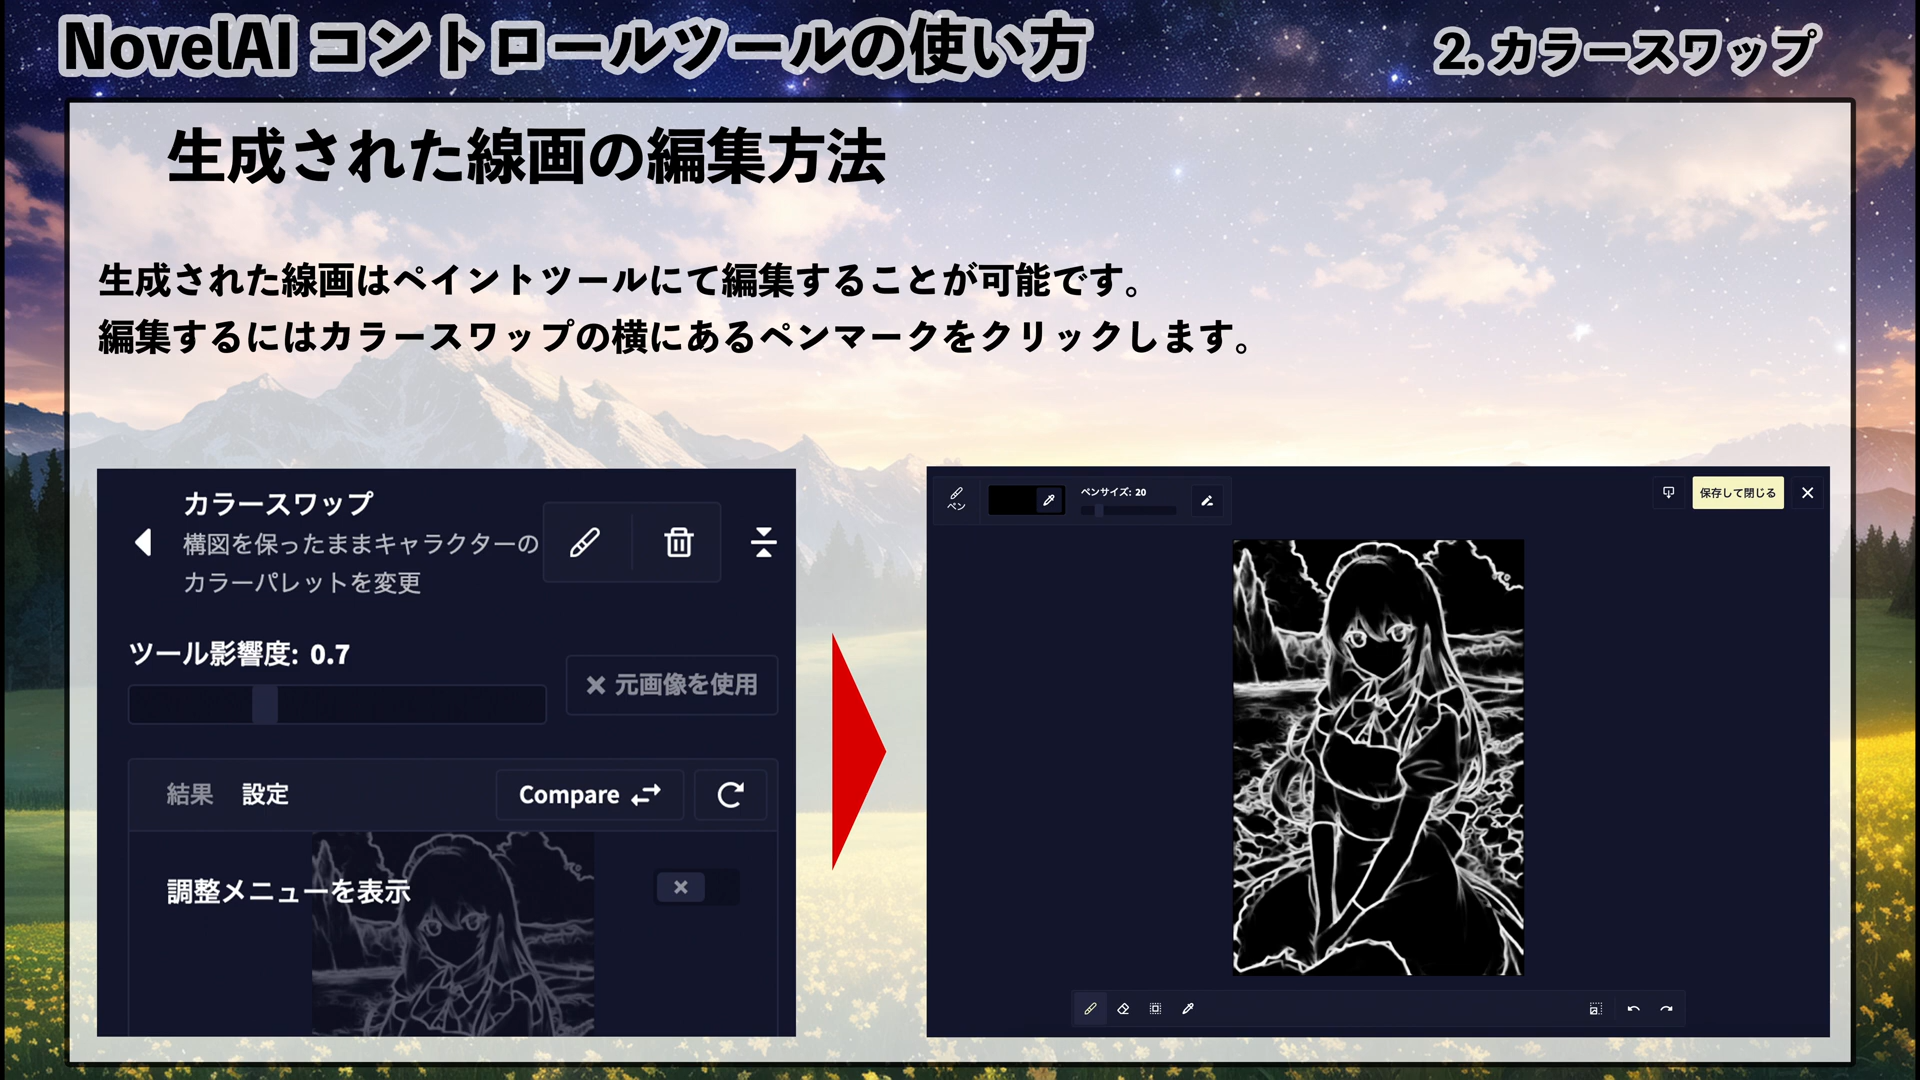 NovelAI コントロールツールの使い方
2.カラースワップ
生成された線画の編集方法
生成された線画はペイントツールにて編集することが可能です。
編集するにはカラースワップの横にあるペンマークをクリックします。
カラースワップ
構図を保ったままキャラクターの
カラーパレットを変更
ツール影響度: 0.7
元画像を使用
結果 設定
Compare
調整メニューを表示
ペン
ペンサイズ: 20
保存して閉じる